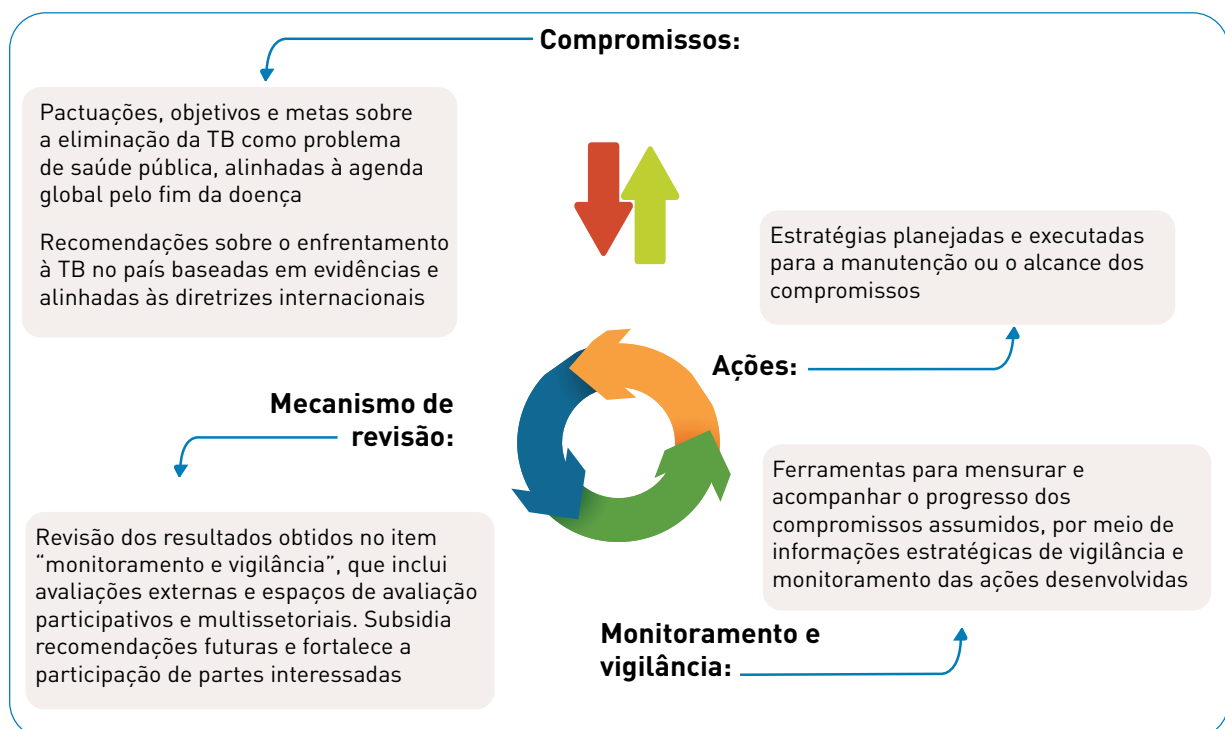 Compromissos:
Pactuações, objetivos e metas sobre
a eliminação da TB como problema
de saúde pública, alinhadas à agenda
global pelo fim da doença
Recomendações sobre o enfrentamento
à TB no país baseadas em evidências e
alinhadas às diretrizes internacionais
Estratégias planejadas e executadas
para a manutenção ou o alcance dos
compromissos
Ações:
Mecanismo de
revisão:
Ferramentas para mensurar e
acompanhar o progresso dos
compromissos assumidos, por meio de
informações estratégicas de vigilância e
monitoramento das ações desenvolvidas
Revisão dos resultados obtidos no item
“monitoramento e vigilância”, que inclui
avaliações externas e espaços de avaliação
participativos e multissetoriais. Subsidia
recomendações futuras e fortalece a
participação de partes interessadas
Monitoramento e
vigilância: